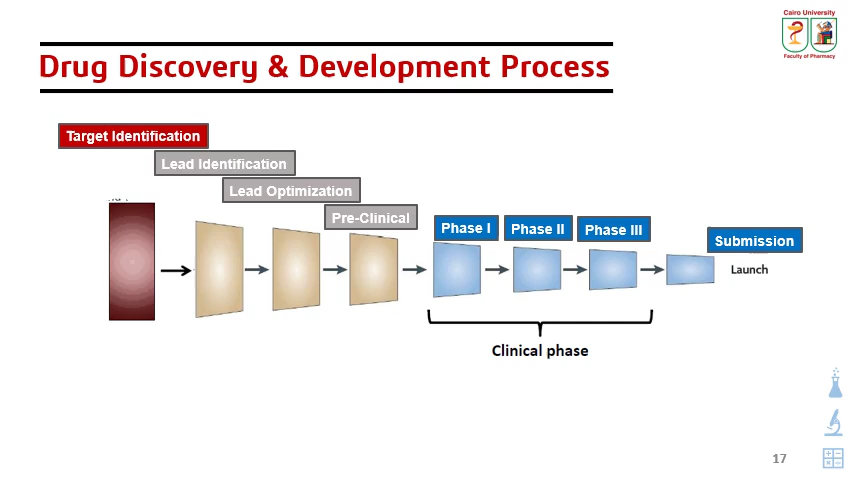 Cairo University
Faculty of Pharmacy
Drug Discovery & Development Process
Target Identification
Lead Identification
Lead Optimization
Pre-Clinical
Phase I
Phase II
Phase III
Submission
Launch
Clinical phase
17